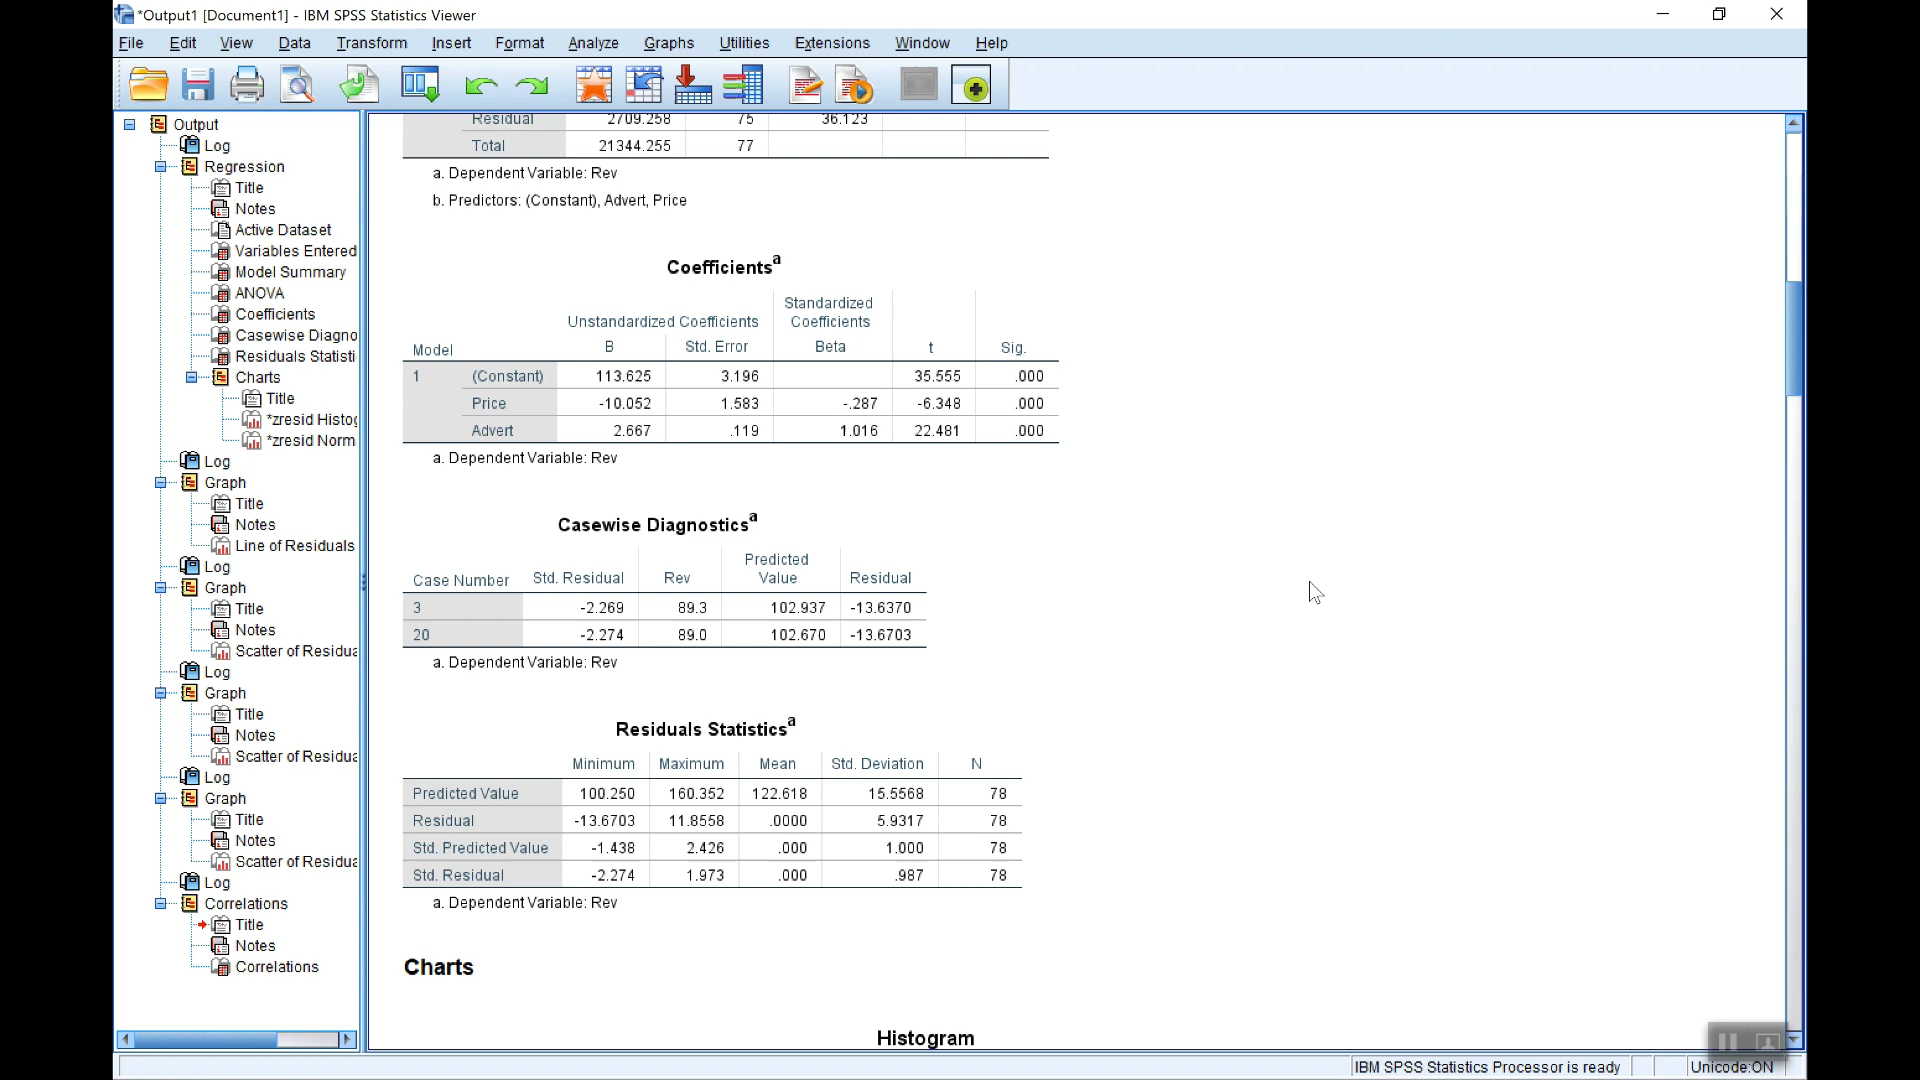 *Output1 [Document1] - IBM SPSS Statistics Viewer
File Edit View Data Transform Insert Format Analyze Graphs Utilities Extensions Window Help
Output
Log
Regression
Title
Notes
Active Dataset
Variables Entered
Model Summary
ANOVA
Coefficients
Casewise Diagno
Residuals Statisti
Charts
Title
*zresid Histog
*zresid Norm
Log
Graph
Title
Notes
Line of Residuals
Log
Graph
Title
Notes
Scatter of Residua
Log
Graph
Title
Notes
Scatter of Residua
Log
Graph
Title
Notes
Scatter of Residua
Log
Correlations
Title
Notes
Correlations
Residual 2709.258 75 36.123
Total 21344.255 77
a. Dependent Variable: Rev
b. Predictors: (Constant), Advert, Price
Coefficientsa
Standardized
Unstandardized Coefficients Coefficients
Model B Std. Error Beta t Sig.
1 (Constant) 113.625 3.196 35.555 .000
Price -10.052 1.583 -.287 -6.348 .000
Advert 2.667 .119 1.016 22.481 .000
a. Dependent Variable: Rev
Casewise Diagnosticsa
Predicted
Case Number Std. Residual Rev Value Residual
3 -2.269 89.3 102.937 -13.6370
20 -2.274 89.0 102.670 -13.6703
a. Dependent Variable: Rev
Residuals Statisticsa
Minimum Maximum Mean Std. Deviation N
Predicted Value 100.250 160.352 122.618 15.5568 78
Residual -13.6703 11.8558 .0000 5.9317 78
Std. Predicted Value -1.438 2.426 .000 1.000 78
Std. Residual -2.274 1.973 .000 .987 78
a. Dependent Variable: Rev
Charts
Histogram
IBM SPSS Statistics Processor is ready Unicode:ON